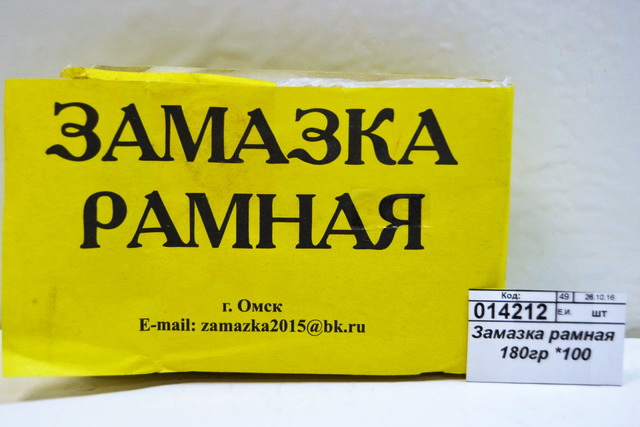 ЗАМАЗКА
РАМНАЯ
г. Омск
E-mail: zamazka2015@bk.ru
Код: 49 26.10.16
014212 Е.И. шт
Замазка рамная
180гр *100